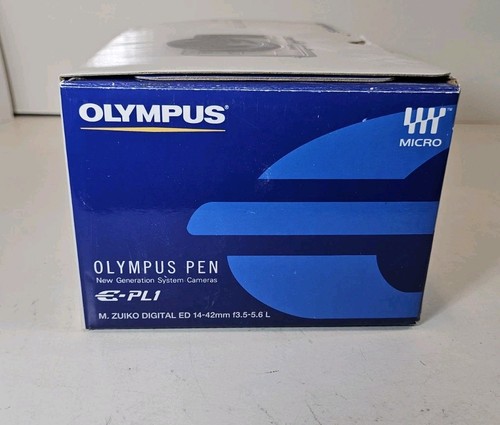 OLYMPUS®
MICRO
OLYMPUS PEN
New Generation System Cameras
E-PL1
M. ZUIKO DIGITAL ED 14-42mm f3.5-5.6 L